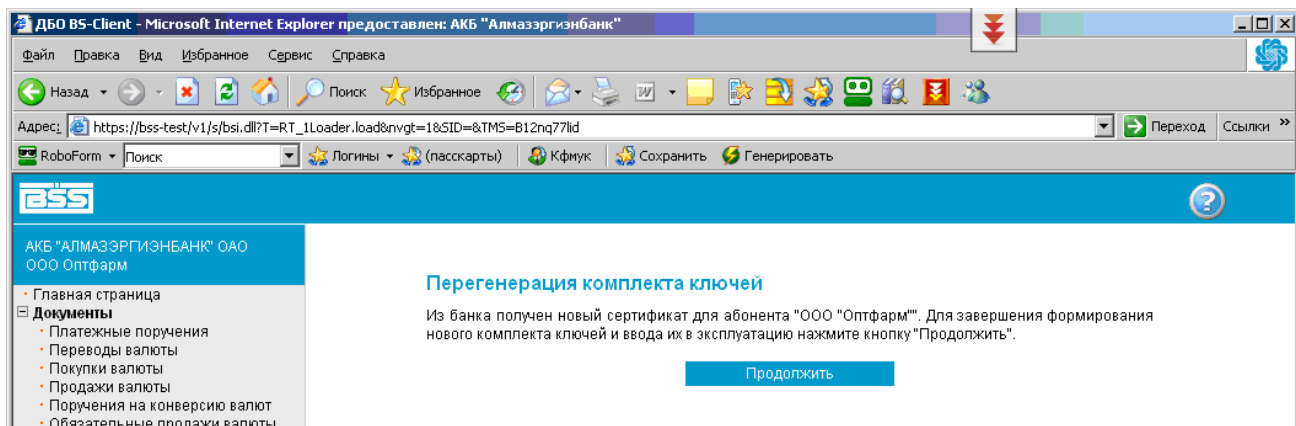 ДБО BS-Client - Microsoft Internet Explorer предоставлен: АКБ "Алмазэргиэнбанк"
Файл Правка Вид Избранное Сервис Справка
Назад Поиск Избранное
Адрес: https://bss-test/v1/s/bsi.dll?T=RT_1Loader.load&nvgt=1&SID=&TMS=B12nq77lid Переход Ссылки »
RoboForm Поиск Логины (пасскарты) Кфмук Сохранить Генерировать
BSS
АКБ "АЛМАЗЭРГИЭНБАНК" ОАО
ООО Оптфарм
Перегенерация комплекта ключей
Из банка получен новый сертификат для абонента "ООО "Оптфарм"". Для завершения формирования
нового комплекта ключей и ввода их в эксплуатацию нажмите кнопку "Продолжить".
Продолжить
Главная страница
Документы
Платежные поручения
Переводы валюты
Покупки валюты
Продажи валюты
Поручения на конверсию валют
Обязательные продажи валюты